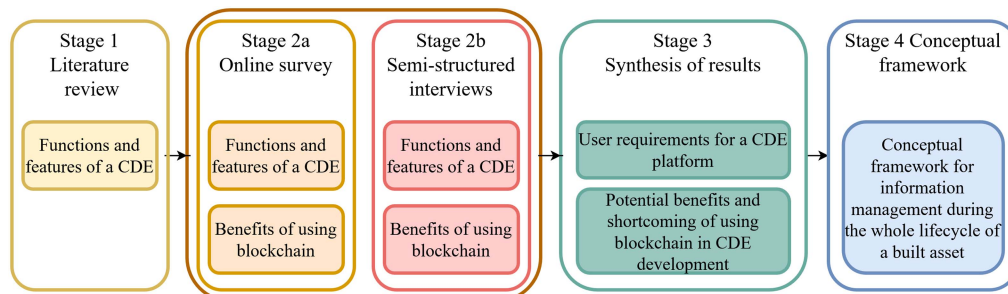 Stage 1
Literature
review
Functions and
features of a CDE
Stage 2a
Online survey
Functions and
features of a CDE
Benefits of using
blockchain
Stage 2b
Semi-structured
interviews
Functions and
features of a CDE
Benefits of using
blockchain
Stage 3
Synthesis of results
User requirements for a CDE
platform
Potential benefits and
shortcoming of using
blockchain in CDE
development
Stage 4 Conceptual
framework
Conceptual
framework for
information
management during
the whole lifecycle of
a built asset